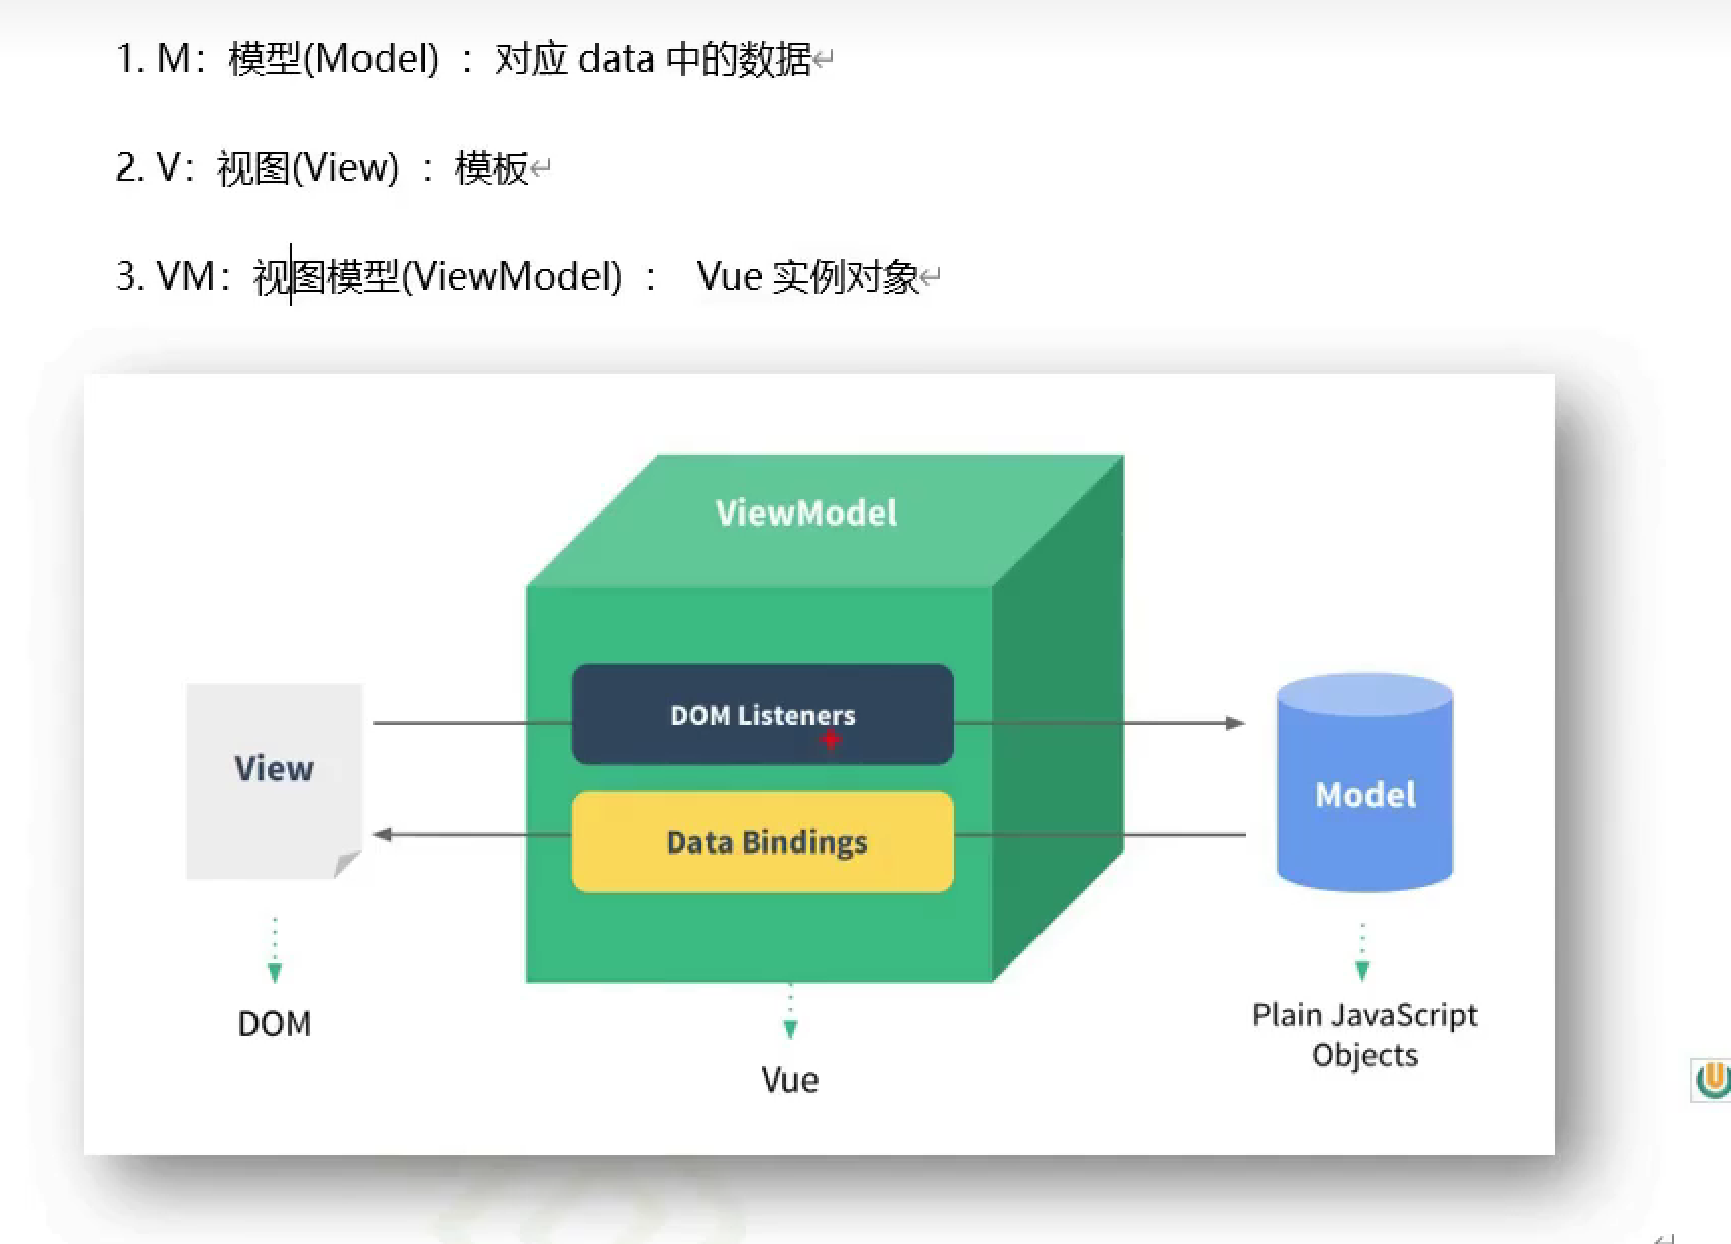 1. M：模型(Model) ：对应 data 中的数据
2. V：视图(View) ：模板
3. VM：视图模型(ViewModel) ： Vue 实例对象
ViewModel
DOM Listeners
View
Model
Data Bindings
DOM
Plain JavaScript
Objects
Vue
U